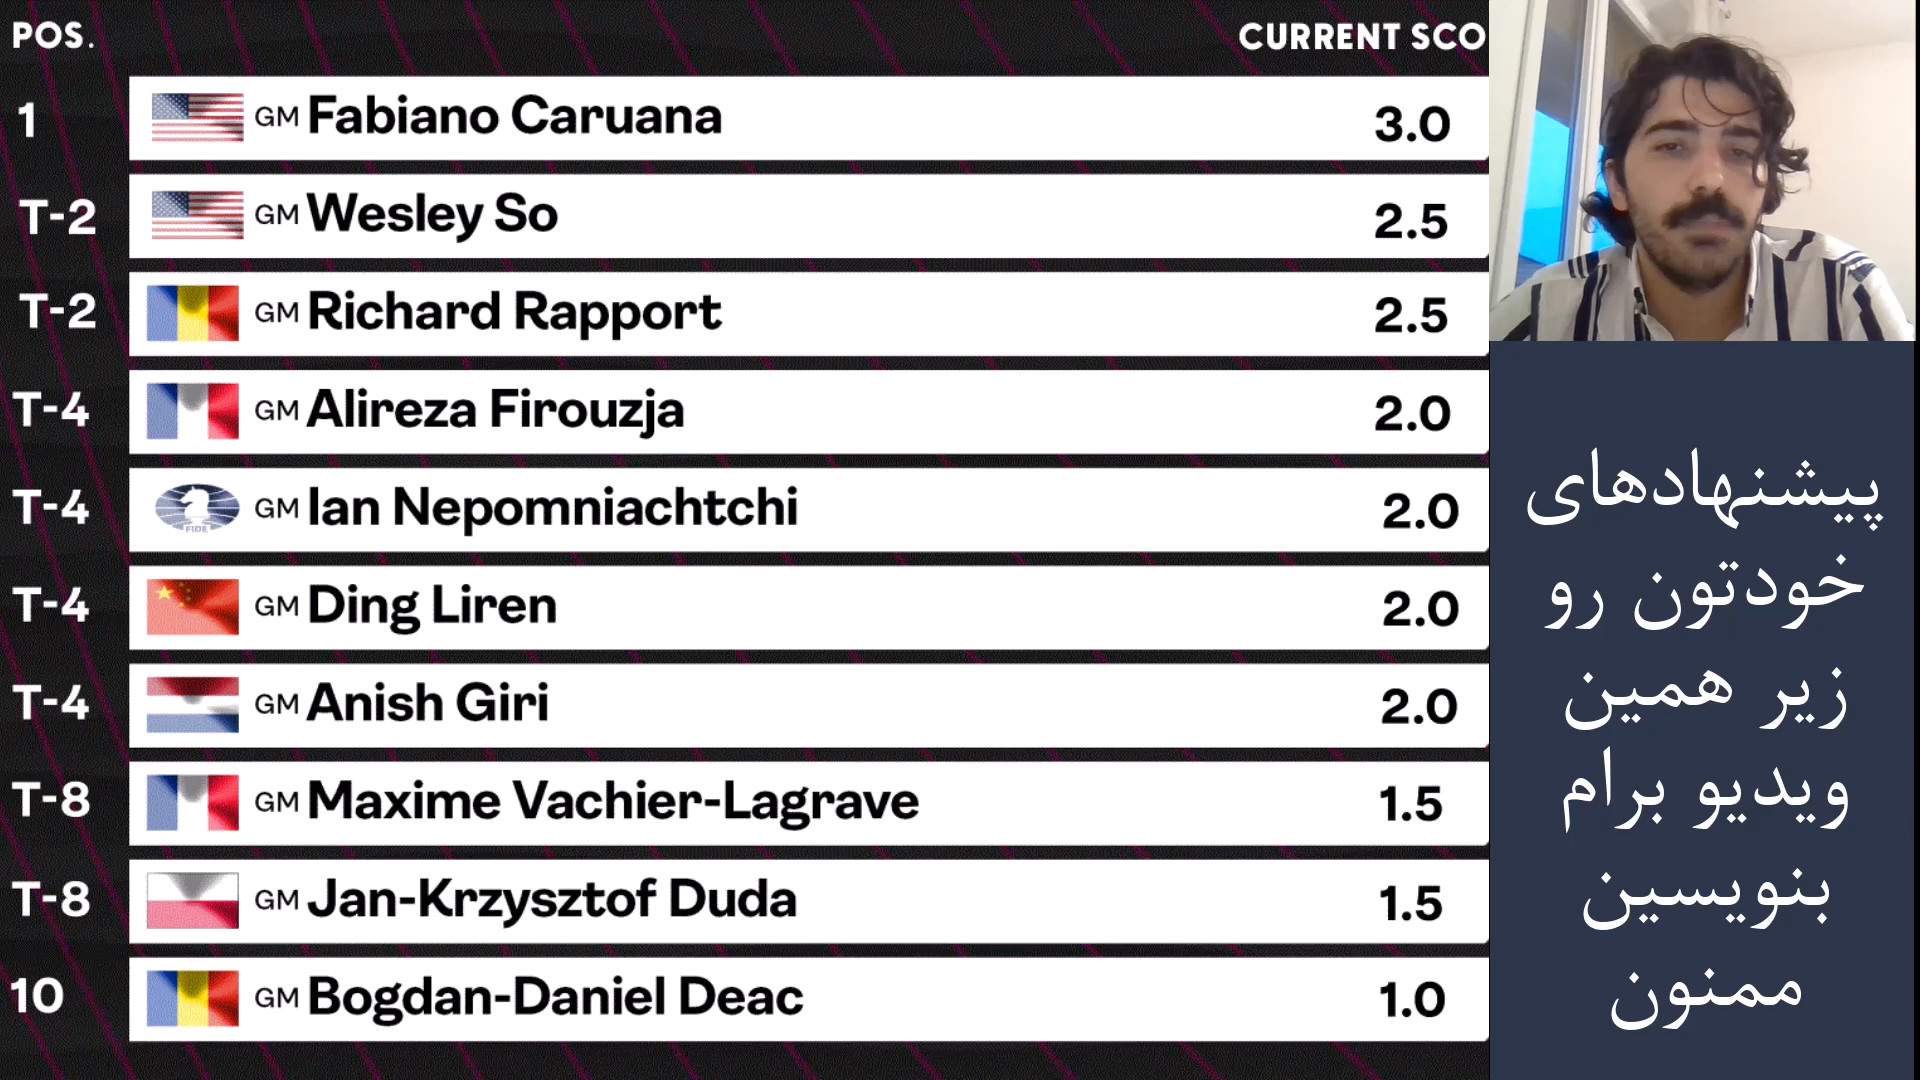 POS. CURRENT SCO
1 GM Fabiano Caruana 3.0
T-2 GM Wesley So 2.5
T-2 GM Richard Rapport 2.5
T-4 GM Alireza Firouzja 2.0
T-4 FIDE GM Ian Nepomniachtchi 2.0
T-4 GM Ding Liren 2.0
T-4 GM Anish Giri 2.0
T-8 GM Maxime Vachier-Lagrave 1.5
T-8 GM Jan-Krzysztof Duda 1.5
10 GM Bogdan-Daniel Deac 1.0
پیشنهادهای
خودتون رو
زیر همین
ویدیو برام
بنویسین
ممنون